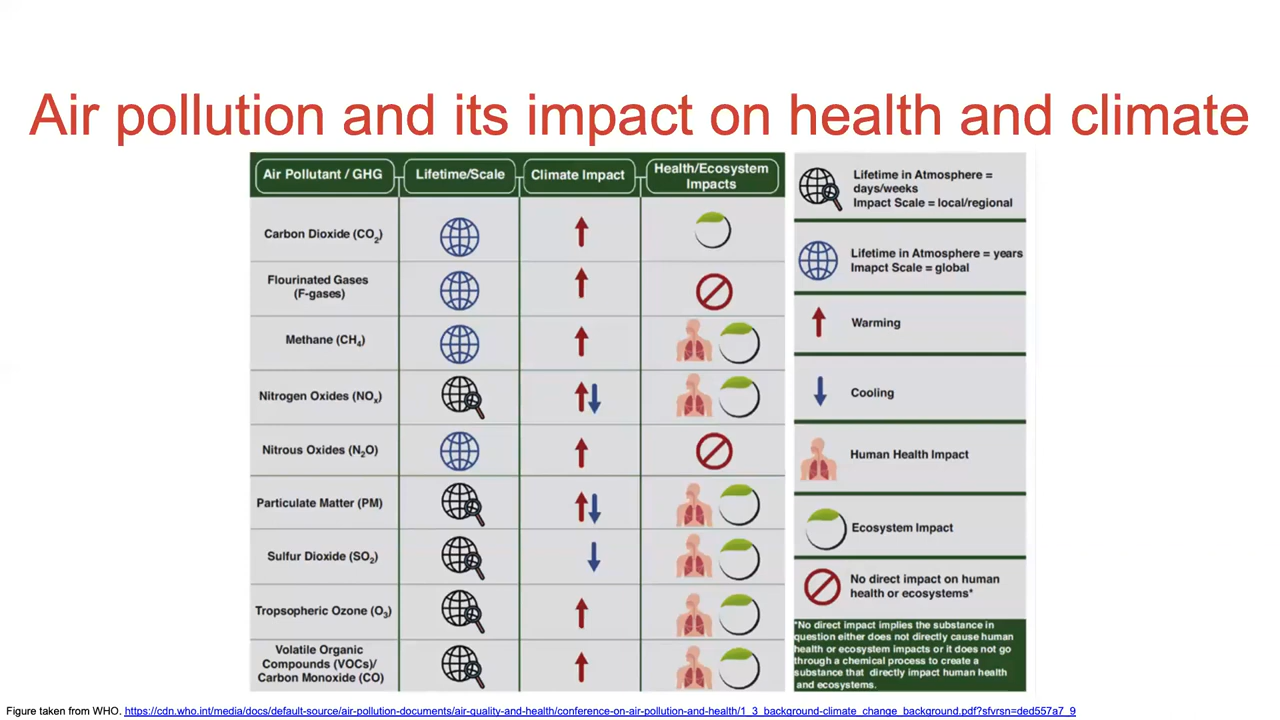 Air pollution and its impact on health and climate
Air Pollutant / GHG
Lifetime/Scale
Climate Impact
Health/Ecosystem
Impacts
Carbon Dioxide (CO₂)
Flourinated Gases
(F-gases)
Methane (CH₄)
Nitrogen Oxides (NOₓ)
Nitrous Oxides (N₂O)
Particulate Matter (PM)
Sulfur Dioxide (SO₂)
Tropsopheric Ozone (O₃)
Volatile Organic
Compounds (VOCs)/
Carbon Monoxide (CO)
Lifetime in Atmosphere =
days/weeks
Impact Scale = local/regional
Lifetime in Atmosphere = years
Imapct Scale = global
Warming
Cooling
Human Health Impact
Ecosystem Impact
No direct impact on human
health or ecosystems*
*No direct impact implies the substance in
question either does not directly cause human
health or ecosystem impacts or it does not go
through a chemical process to create a
substance that directly impact human health
and ecosystems.
Figure taken from WHO. https://cdn.who.int/media/docs/default-source/air-pollution-documents/air-quality-and-health/conference-on-air-pollution-and-health/1_3_background-climate_change_background.pdf?sfvrsn=ded557a7_9